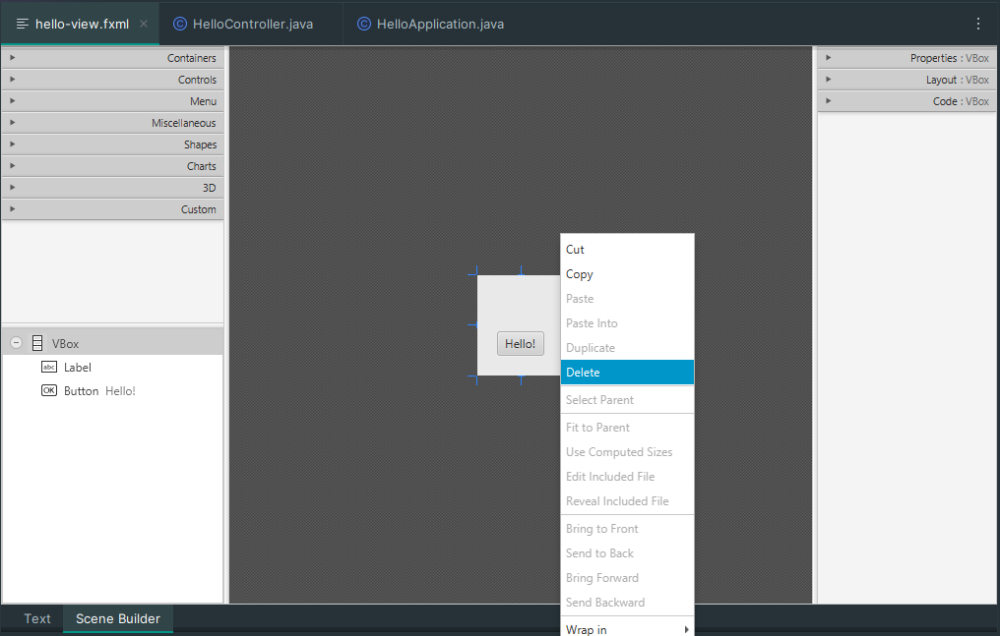 hello-view.fxml
HelloController.java
HelloApplication.java
Containers
Controls
Menu
Miscellaneous
Shapes
Charts
3D
Custom
VBox
abc Label
OK Button Hello!
Hello!
Cut
Copy
Paste
Paste Into
Duplicate
Delete
Select Parent
Fit to Parent
Use Computed Sizes
Edit Included File
Reveal Included File
Bring to Front
Send to Back
Bring Forward
Send Backward
Wrap in
Properties : VBox
Layout : VBox
Code : VBox
Text
Scene Builder